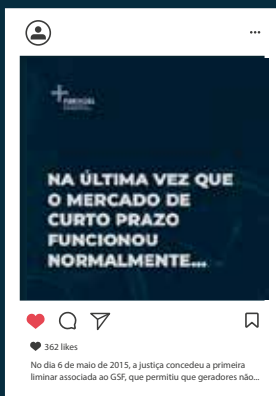 NA ÚLTIMA VEZ QUE
O MERCADO DE
CURTO PRAZO
FUNCIONOU
NORMALMENTE...
362 likes
No dia 6 de maio de 2015, a justiça concedeu a primeira
liminar associada ao GSF, que permitiu que geradores não...